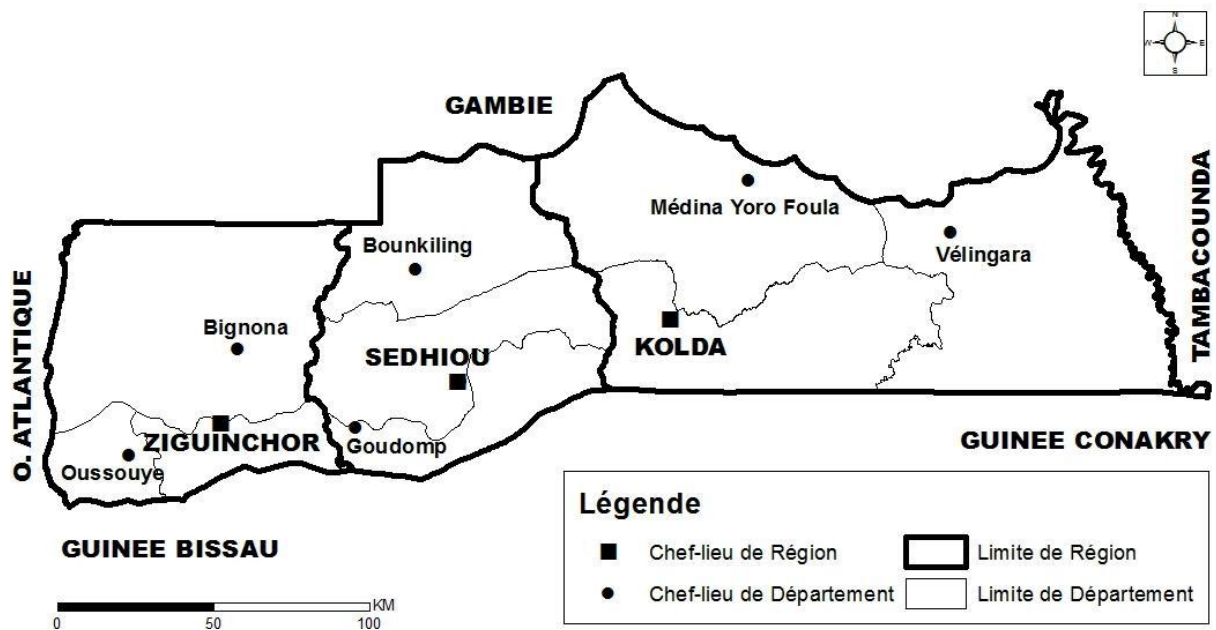 N
W E
S
GAMBIE
Médina Yoro Foula
Bounkiling
Vélingara
Bignona
SEDHIOU
KOLDA
ZIGUINCHOR
Goudomp
Oussouye
O. ATLANTIQUE
TAMBACOUNDA
GUINEE CONAKRY
GUINEE BISSAU
Légende
Chef-lieu de Région
Limite de Région
Chef-lieu de Département
Limite de Département
KM
0 50 100